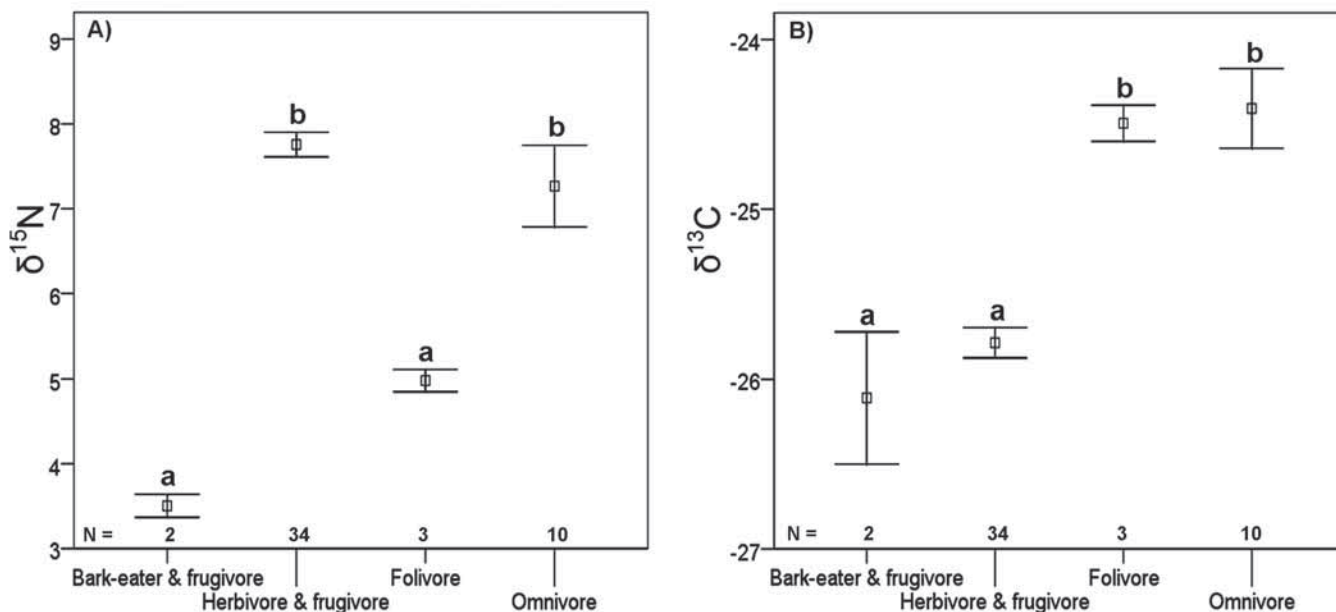 A)
9
8
7
6
5
4
3
δ15N
a
b
a
b
N = 2 34 3 10
Bark-eater & frugivore
Herbivore & frugivore
Folivore
Omnivore
B)
-24
-25
-26
-27
δ13C
a
a
b
b
N = 2 34 3 10
Bark-eater & frugivore
Herbivore & frugivore
Folivore
Omnivore